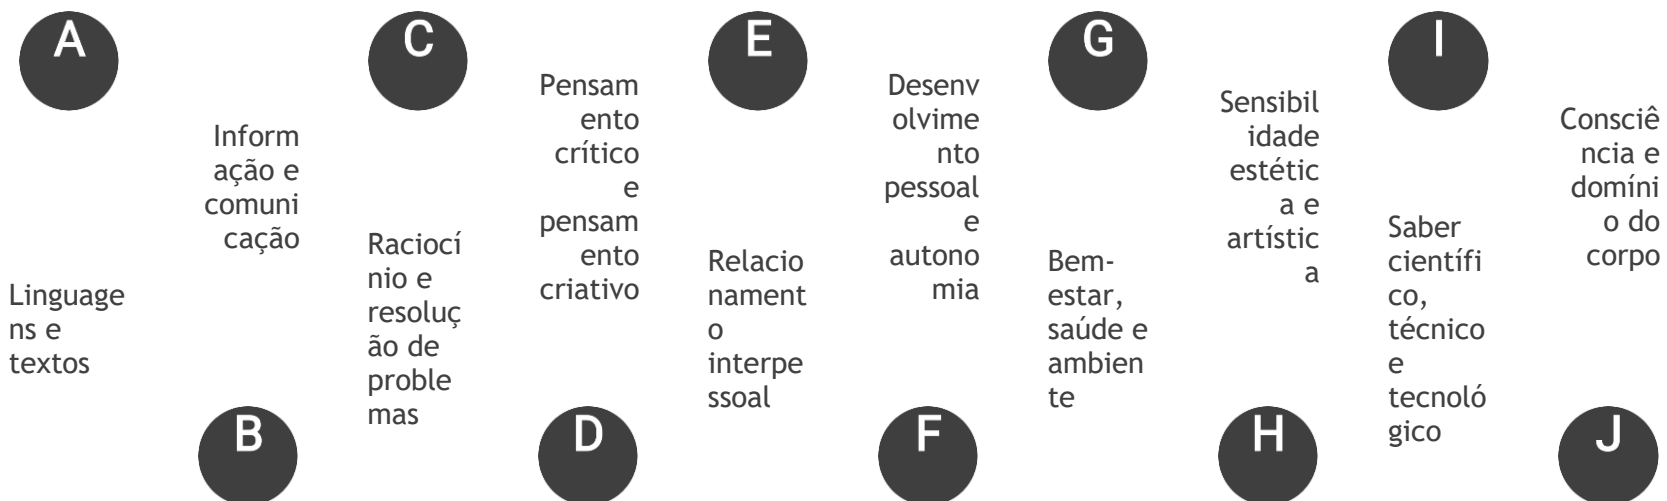 A
Linguage
ns e
textos
Inform
ação e
comuni
cação
B
C
Raciocí
nio e
resoluç
ão de
proble
mas
Pensam
ento
crítico
e
pensam
ento
criativo
D
E
Relacio
nament
o
interpe
ssoal
Desenv
olvime
nto
pessoal
e
autono
mia
F
G
Bem-
estar,
saúde e
ambien
te
Sensibil
idade
estétic
a e
artístic
a
H
I
Saber
científi
co,
técnico
e
tecnoló
gico
Consciê
ncia e
domíni
o do
corpo
J